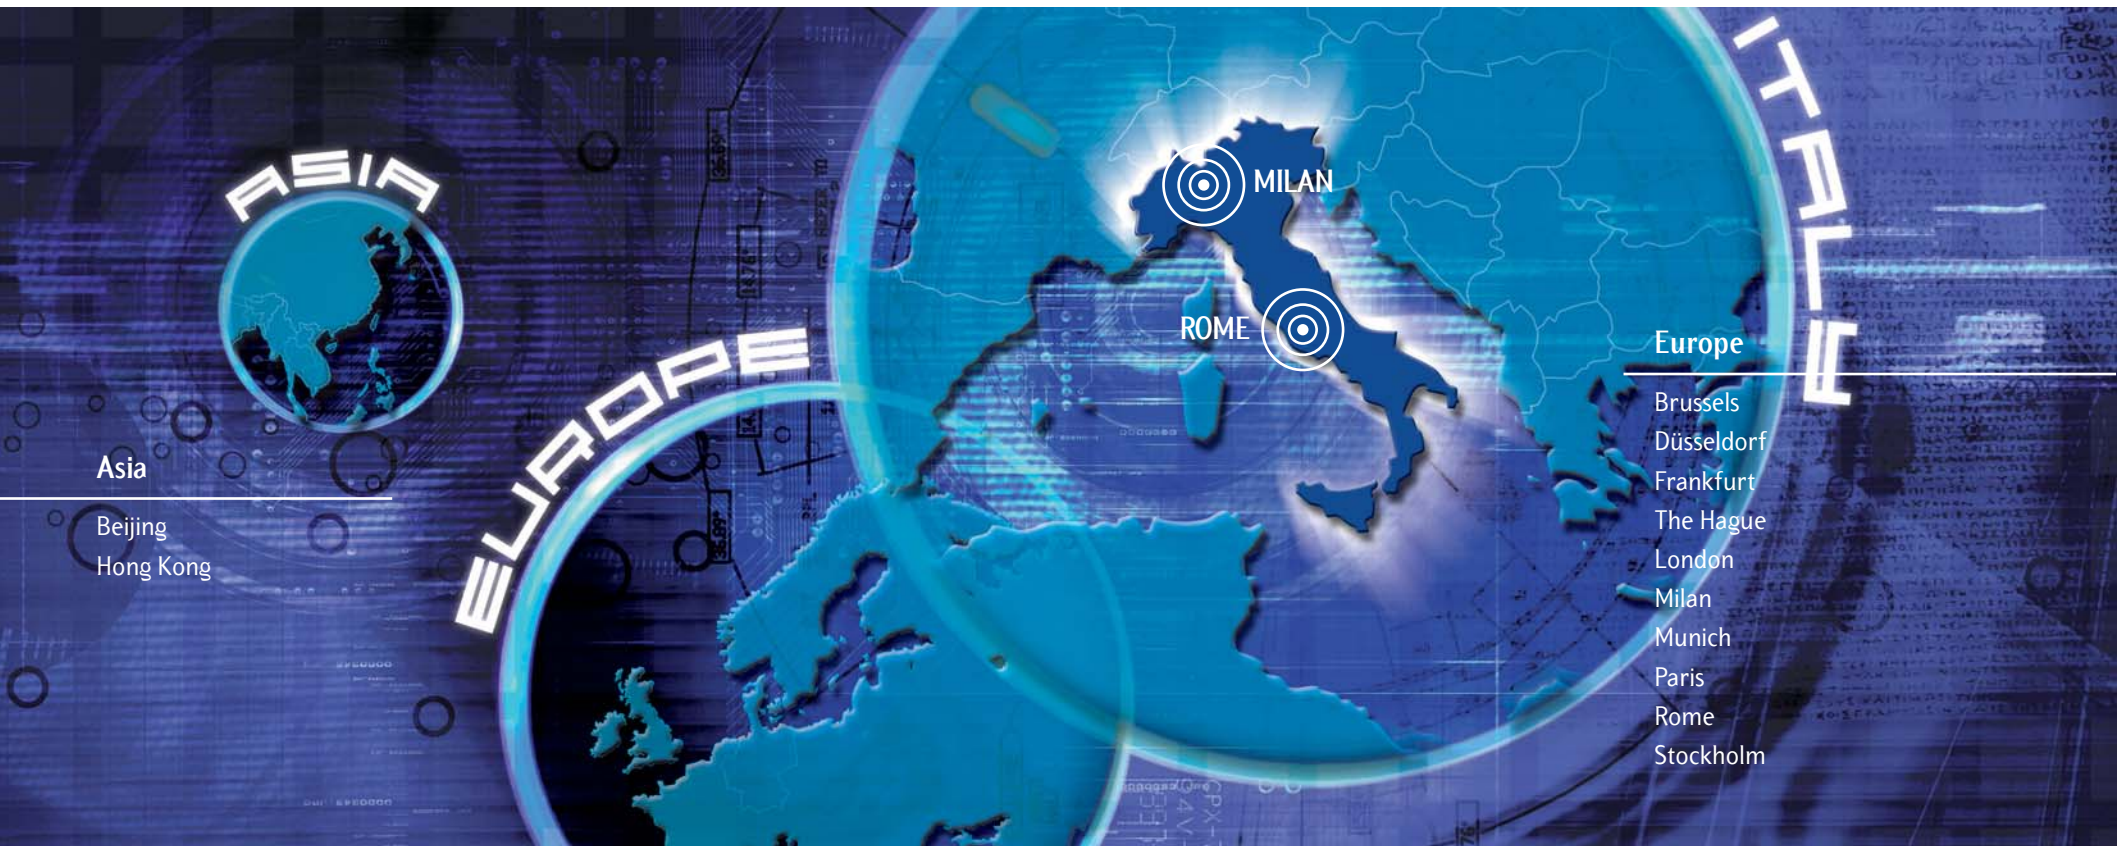 ASIA
Asia
Beijing
Hong Kong
EUROPE
ITALY
MILAN
ROME
Europe
Brussels
Düsseldorf
Frankfurt
The Hague
London
Milan
Munich
Paris
Rome
Stockholm